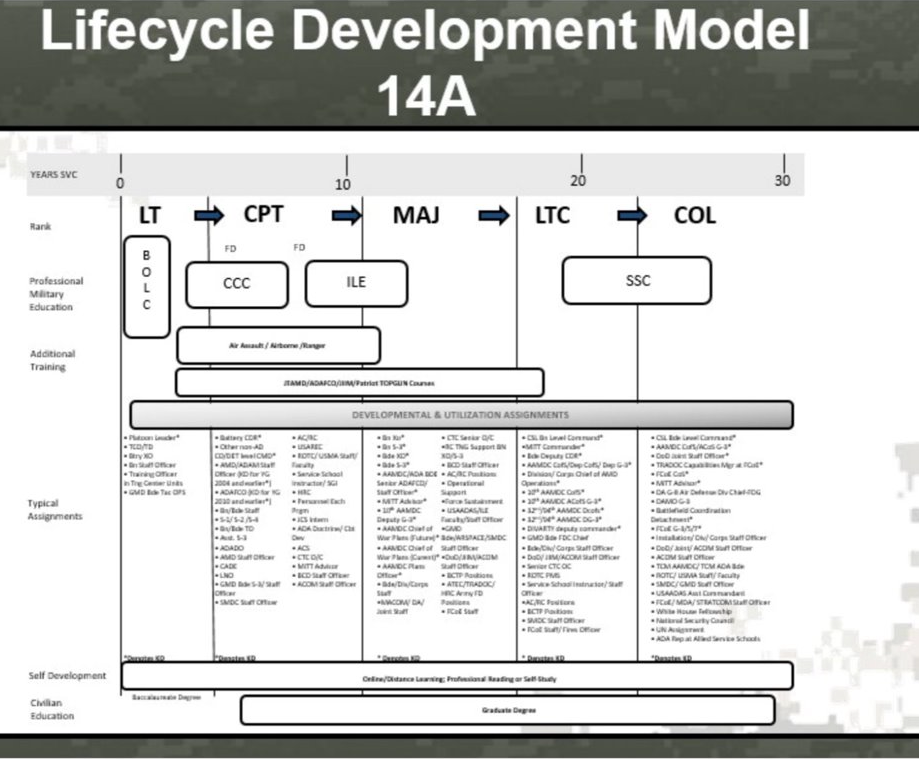 Lifecycle Development Model
14A
YEARS SVC
0
10
20
30
Rank
LT
CPT
MAJ
LTC
COL
FD
FD
Professional
Military
Education
B
O
L
C
CCC
ILE
SSC
Additional
Training
Air Assault / Airborne /Ranger
JTAMD/ADAFCO/JIIM/Patriot TOPGUN Courses
DEVELOPMENTAL & UTILIZATION ASSIGNMENTS
Typical
Assignments
• Platoon Leader*
• TCO/TD
• Btry XO
• Bn Staff Officer
• Training Officer
in Tng Center Units
• GMD Bde Tac OPS
*Denotes KD
• Battery CDR*
• Other non-AD
CO/DET level CMD*
• AMD/ADAM Staff
Officer (KD for YG
2004 and earlier*)
• ADAFCO (KD for YG
2010 and earlier*)
• Bn/Bde Staff
• S-1/ S-2 /S-4
• Bn/Bde TD
• Asst. S-3
• ADADO
• AMD Staff Officer
• CADE
• LNO
• GMD Bde S-3/ Staff
Officer
• SMDC Staff Officer
*Denotes KD
• AC/RC
• USAREC
• ROTC/ USMA Staff/
Faculty
• Service School
Instructor/ SGI
• HRC
• Personnel Exch
Prgm
• JCS Intern
• ADA Doctrine/ Cbt
Dev
• ACS
• CTC O/C
• MITT Advisor
• BCD Staff Officer
• ACOM Staff Officer
• Bn Xo*
• Bn S-3*
• Bde XO*
• Bde S-3*
• AAMDC/ADA BDE
Senior ADAFCO/
Staff Officer*
• MITT Advisor*
• 10th AAMDC
Deputy G-3*
• AAMDC Chief of
War Plans (Future)*
• AAMDC Chief of
War Plans (Current)*
• AAMDC Plans
Officer*
• Bde/Div/Corps
Staff
•MACOM/ DA/
Joint Staff
* Denotes KD
• CTC Senior O/C
•RC TNG Support BN
XO/S-3
• BCD Staff Officer
• AC/RC Positions
• Operational
Support
•Force Sustainment
• USAADAS/ILE
Faculty/Staff Officer
•GMD
Bde/ARSPACE/SMDC
Staff Officer
•DoD/JIIM/ACOM
Staff Officer
• BCTP Positions
• ATEC/TRADOC/
HRC Army FD
Positions
• FCoE Staff
• CSL Bn Level Command*
•MITT Commander*
• Bde Deputy CDR*
• AAMDC CofS/Dep CofS/ Dep G-3*
• Division/ Corps Chief of AMD
Operations*
• 10th AAMDC CofS*
• 10th AAMDC ACofS G-3*
• 32nd/94th AAMDC Dcofs*
• 32nd/94th AAMDC DG-3*
• DIVARTY deputy commander*
• GMD Bde FDC Chief
• Bde/Div/ Corps Staff Officer
• DoD/ JIIM/ACOM Staff Officer
• Senior CTC OC
• ROTC PMS
• Service School Instructor/ Staff
Officer
•AC/RC Positions
• BCTP Positions
• SMDC Staff Officer
• FCoE Staff/ Fires Officer
* Denotes KD
• CSL Bde Level Command*
• AAMDC CofS/ACoS G-3*
• DoD Joint Staff Officer*
• TRADOC Capabilities Mgr at FCoE*
• FCoE CoS*
• MITT Advisor*
• DA G-8 Air Defense Div Chief-FDG
• DAMO G-3
• Battlefield Coordination
Detachment*
• FCoE G-3/5/7*
• Installation/ Div/ Corps Staff Officer
• DoD/ Joint/ ACOM Staff Officer
• ACOM Staff Officer
• TCM AAMDC/ TCM ADA Bde
• ROTC/ USMA Staff/ Faculty
• SMDC/ GMD Staff Officer
• USAADAS Asst Commandant
• FCoE/ MDA/ STRATCOM Staff Officer
• White House Fellowship
• National Security Council
• UN Assignment
• ADA Rep at Allied Service Schools
*Denotes KD
Self Development
Online/Distance Learning; Professional Reading or Self-Study
Civilian
Education
Baccalaureate Degree
Graduate Degree